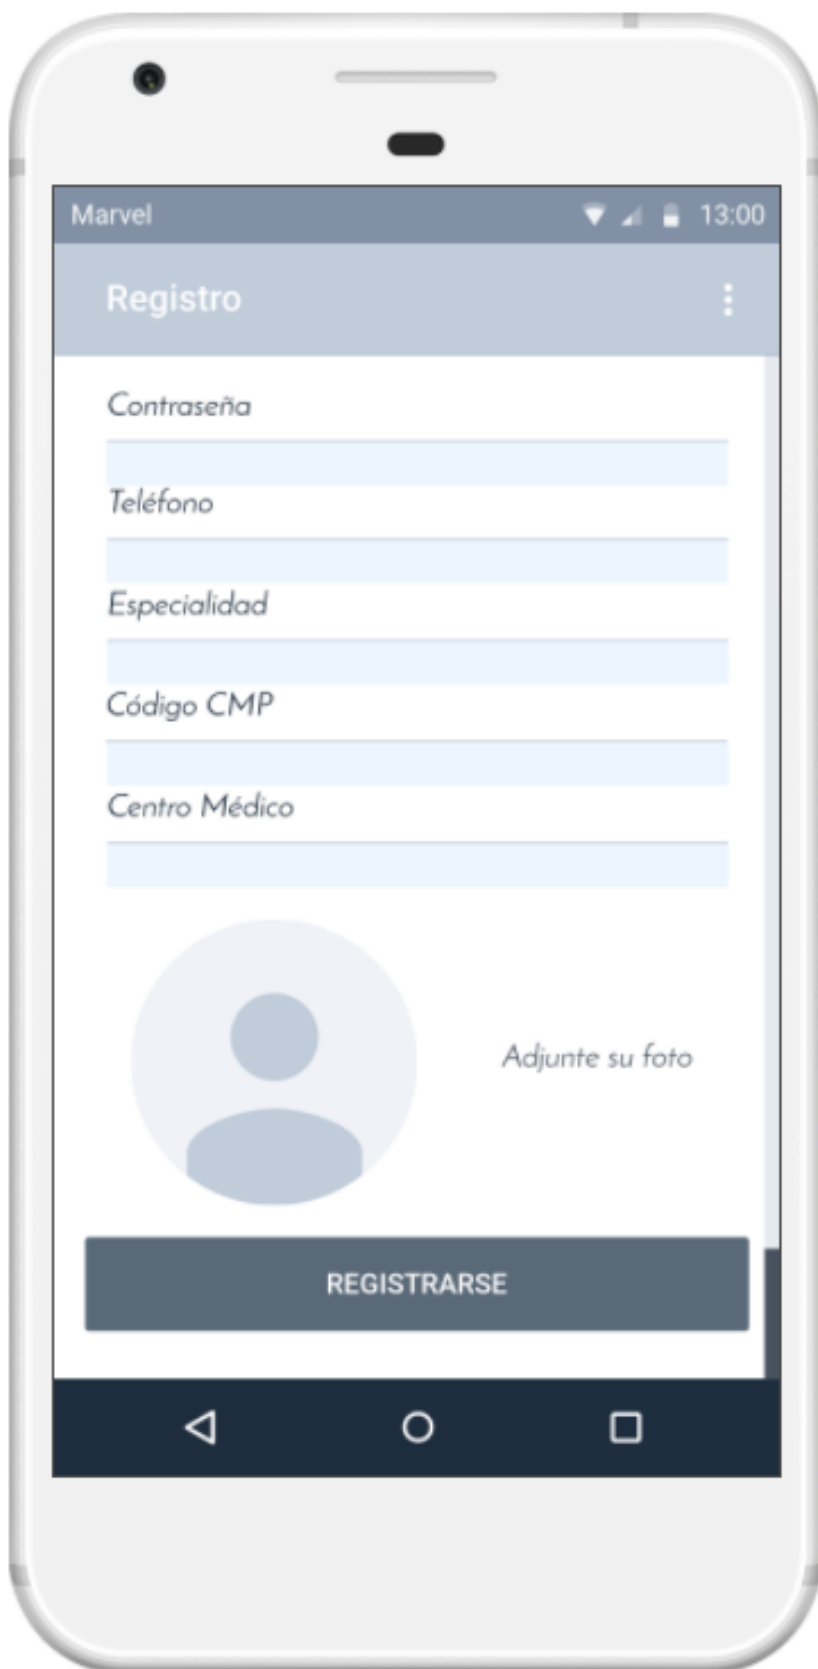 Marvel 13:00
Registro
Contraseña
Teléfono
Especialidad
Código CMP
Centro Médico
Adjunte su foto
REGISTRARSE